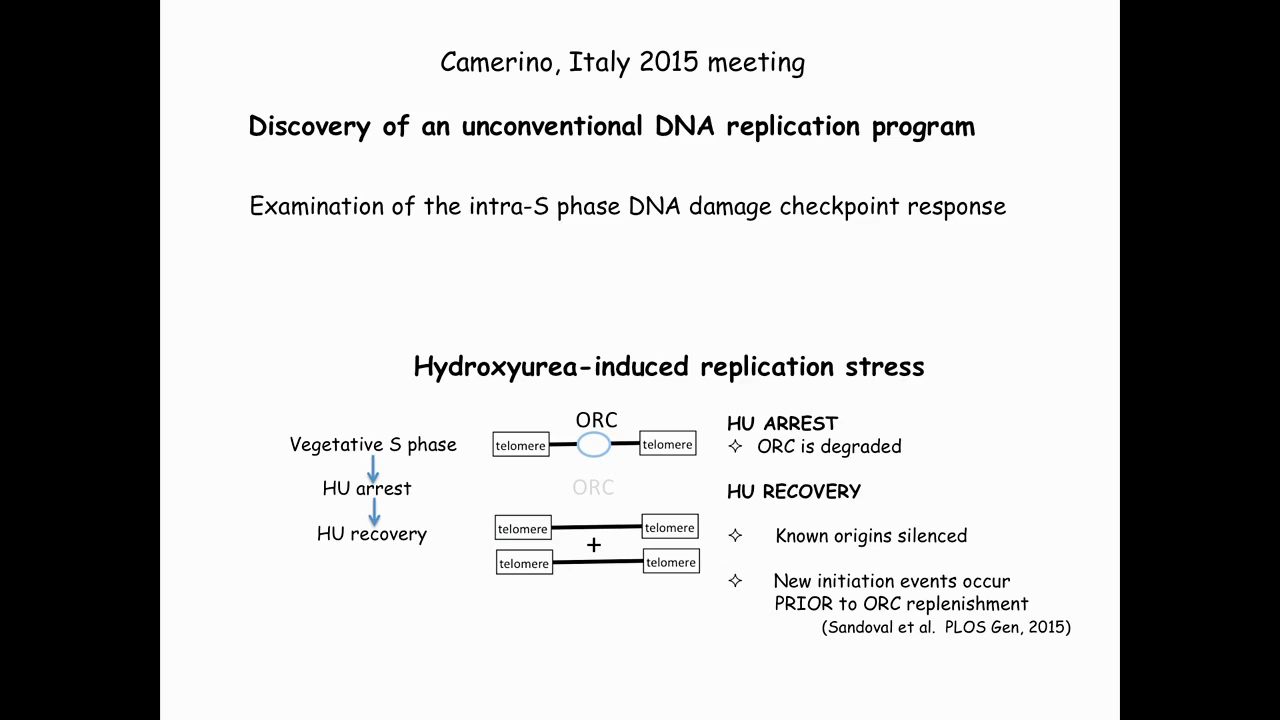 Camerino, Italy 2015 meeting
Discovery of an unconventional DNA replication program
Examination of the intra-S phase DNA damage checkpoint response
Hydroxyurea-induced replication stress
Vegetative S phase
HU arrest
HU recovery
ORC
telomere telomere
ORC
telomere telomere
+
telomere telomere
HU ARREST
✧ ORC is degraded
HU RECOVERY
✧ Known origins silenced
✧ New initiation events occur
PRIOR to ORC replenishment
(Sandoval et al. PLOS Gen, 2015)